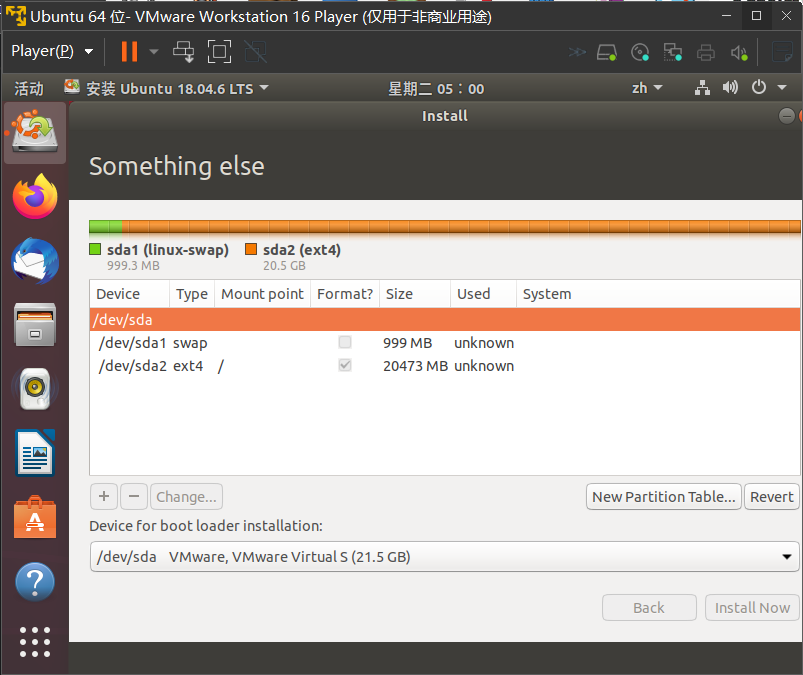 Ubuntu 64 位- VMware Workstation 16 Player (仅用于非商业用途)
Player(P)
活动 安装 Ubuntu 18.04.6 LTS 星期二 05：00 zh
Install
Something else
sda1 (linux-swap) sda2 (ext4)
999.3 MB 20.5 GB
Device Type Mount point Format? Size Used System
/dev/sda
/dev/sda1 swap 999 MB unknown
/dev/sda2 ext4 / 20473 MB unknown
+ − Change... New Partition Table... Revert
Device for boot loader installation:
/dev/sda VMware, VMware Virtual S (21.5 GB)
Back Install Now